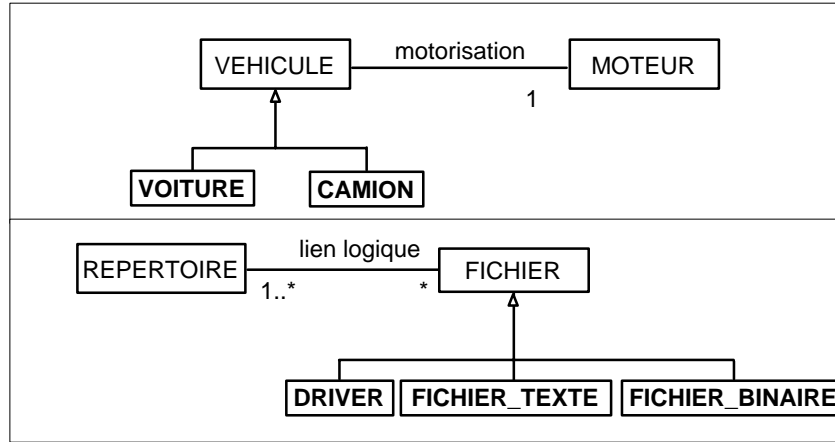 VEHICULE motorisation MOTEUR
1
VOITURE CAMION
REPERTOIRE lien logique FICHIER
1..* *
DRIVER FICHIER_TEXTE FICHIER_BINAIRE